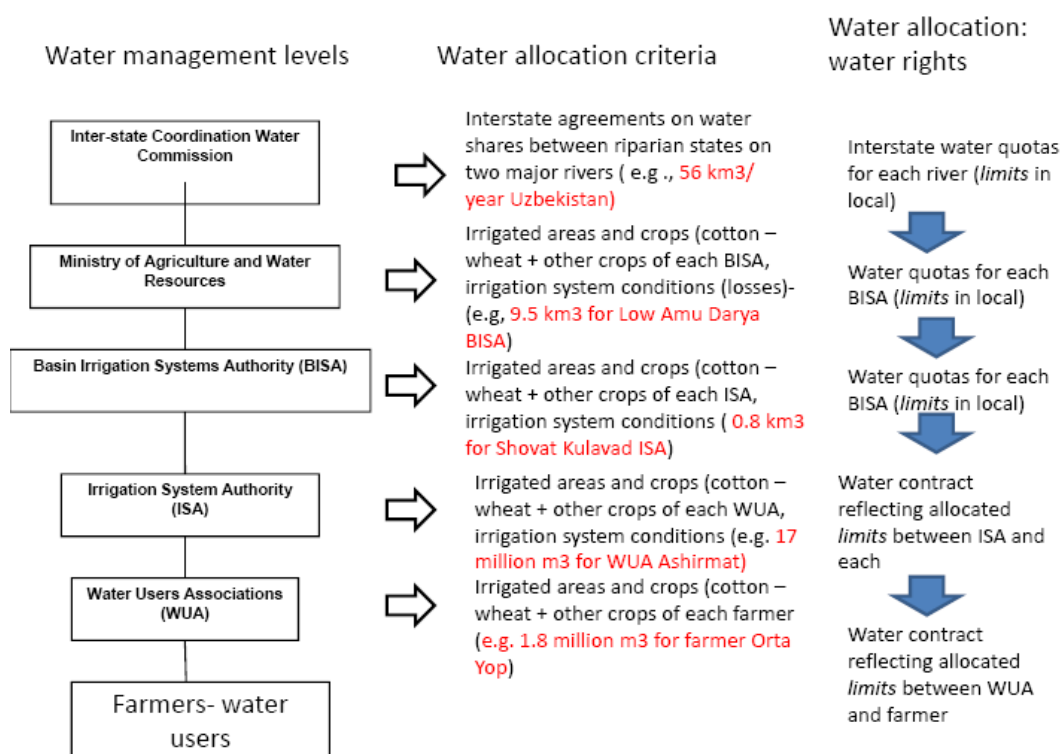 Water management levels
Water allocation criteria
Water allocation:
water rights
Inter-state Coordination Water
Commission
Interstate agreements on water
shares between riparian states on
two major rivers ( e.g ., 56 km3/
year Uzbekistan)
Interstate water quotas
for each river (limits in
local)
Ministry of Agriculture and Water
Resources
Irrigated areas and crops (cotton –
wheat + other crops of each BISA,
irrigation system conditions (losses)-
(e.g, 9.5 km3 for Low Amu Darya
BISA)
Water quotas for each
BISA (limits in local)
Basin Irrigation Systems Authority (BISA)
Irrigated areas and crops (cotton –
wheat + other crops of each ISA,
irrigation system conditions ( 0.8 km3
for Shovat Kulavad ISA)
Water quotas for each
BISA (limits in local)
Irrigation System Authority
(ISA)
Irrigated areas and crops (cotton –
wheat + other crops of each WUA,
irrigation system conditions (e.g. 17
million m3 for WUA Ashirmat)
Water contract
reflecting allocated
limits between ISA and
each
Water Users Associations
(WUA)
Irrigated areas and crops (cotton –
wheat + other crops of each farmer
(e.g. 1.8 million m3 for farmer Orta
Yop)
Water contract
reflecting allocated
limits between WUA
and farmer
Farmers- water
users